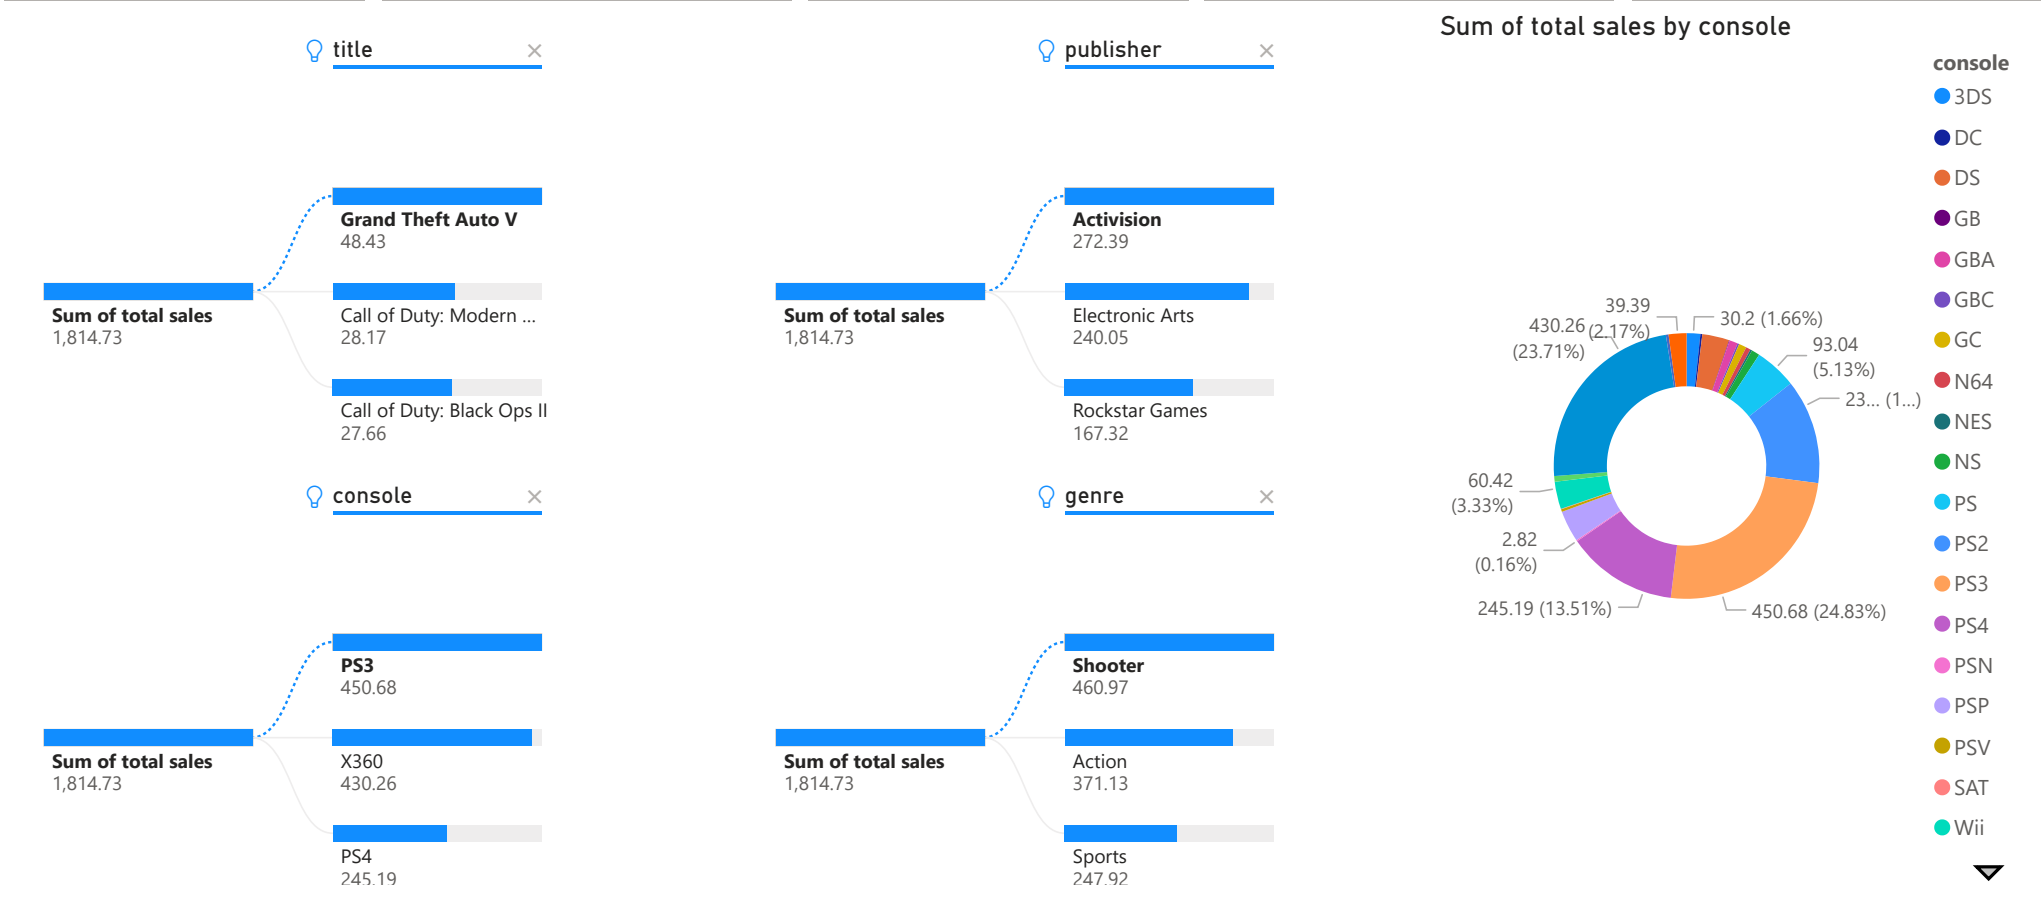 title
Grand Theft Auto V
48.43
Sum of total sales
1,814.73
Call of Duty: Modern ...
28.17
Call of Duty: Black Ops II
27.66
publisher
Activision
272.39
Sum of total sales
1,814.73
Electronic Arts
240.05
Rockstar Games
167.32
console
PS3
450.68
Sum of total sales
1,814.73
X360
430.26
PS4
245.19
genre
Shooter
460.97
Sum of total sales
1,814.73
Action
371.13
Sports
247.92
Sum of total sales by console
39.39
(2.17%)
430.26
(23.71%)
30.2 (1.66%)
93.04
(5.13%)
23... (1...)
60.42
(3.33%)
2.82
(0.16%)
245.19 (13.51%)
450.68 (24.83%)
console
3DS
DC
DS
GB
GBA
GBC
GC
N64
NES
NS
PS
PS2
PS3
PS4
PSN
PSP
PSV
SAT
Wii